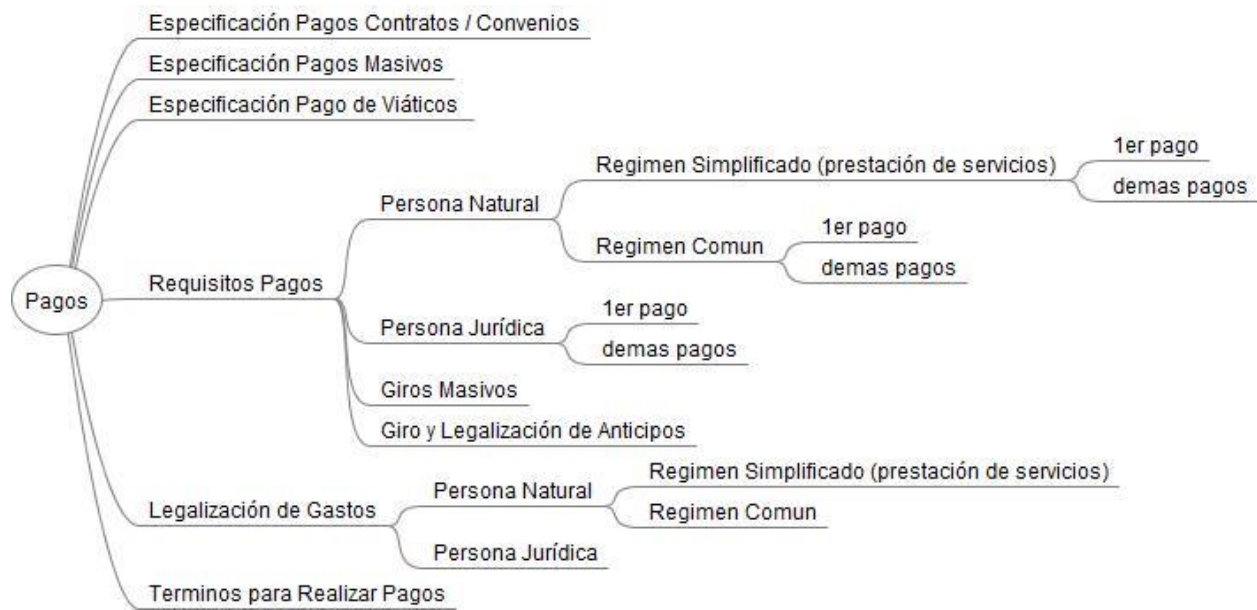 Pagos
Especificación Pagos Contratos / Convenios
Especificación Pagos Masivos
Especificación Pago de Viáticos
Requisitos Pagos
Persona Natural
Regimen Simplificado (prestación de servicios)
1er pago
demas pagos
Regimen Comun
1er pago
demas pagos
Persona Jurídica
1er pago
demas pagos
Giros Masivos
Giro y Legalización de Anticipos
Legalización de Gastos
Persona Natural
Regimen Simplificado (prestación de servicios)
Regimen Comun
Persona Jurídica
Terminos para Realizar Pagos